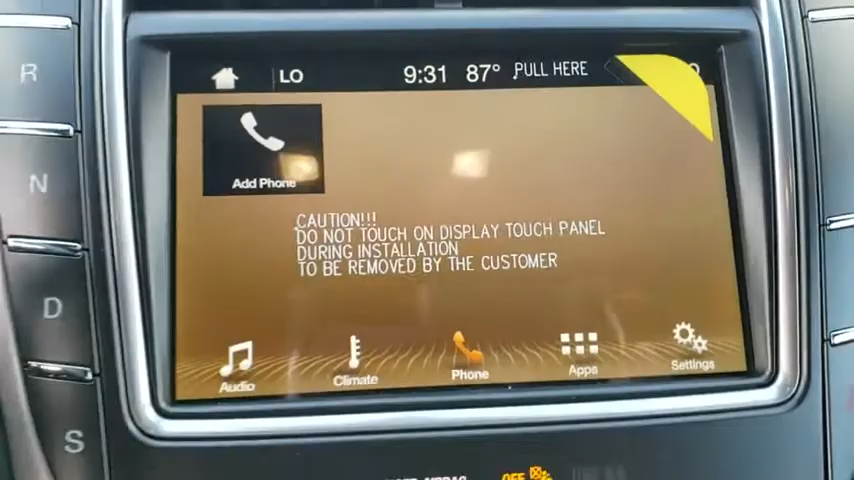 R
N
D
S
LO
9:31
87°
PULL HERE
Add Phone
CAUTION!!!
DO NOT TOUCH ON DISPLAY TOUCH PANEL
DURING INSTALLATION
TO BE REMOVED BY THE CUSTOMER
Audio
Climate
Phone
Apps
Settings
OFF